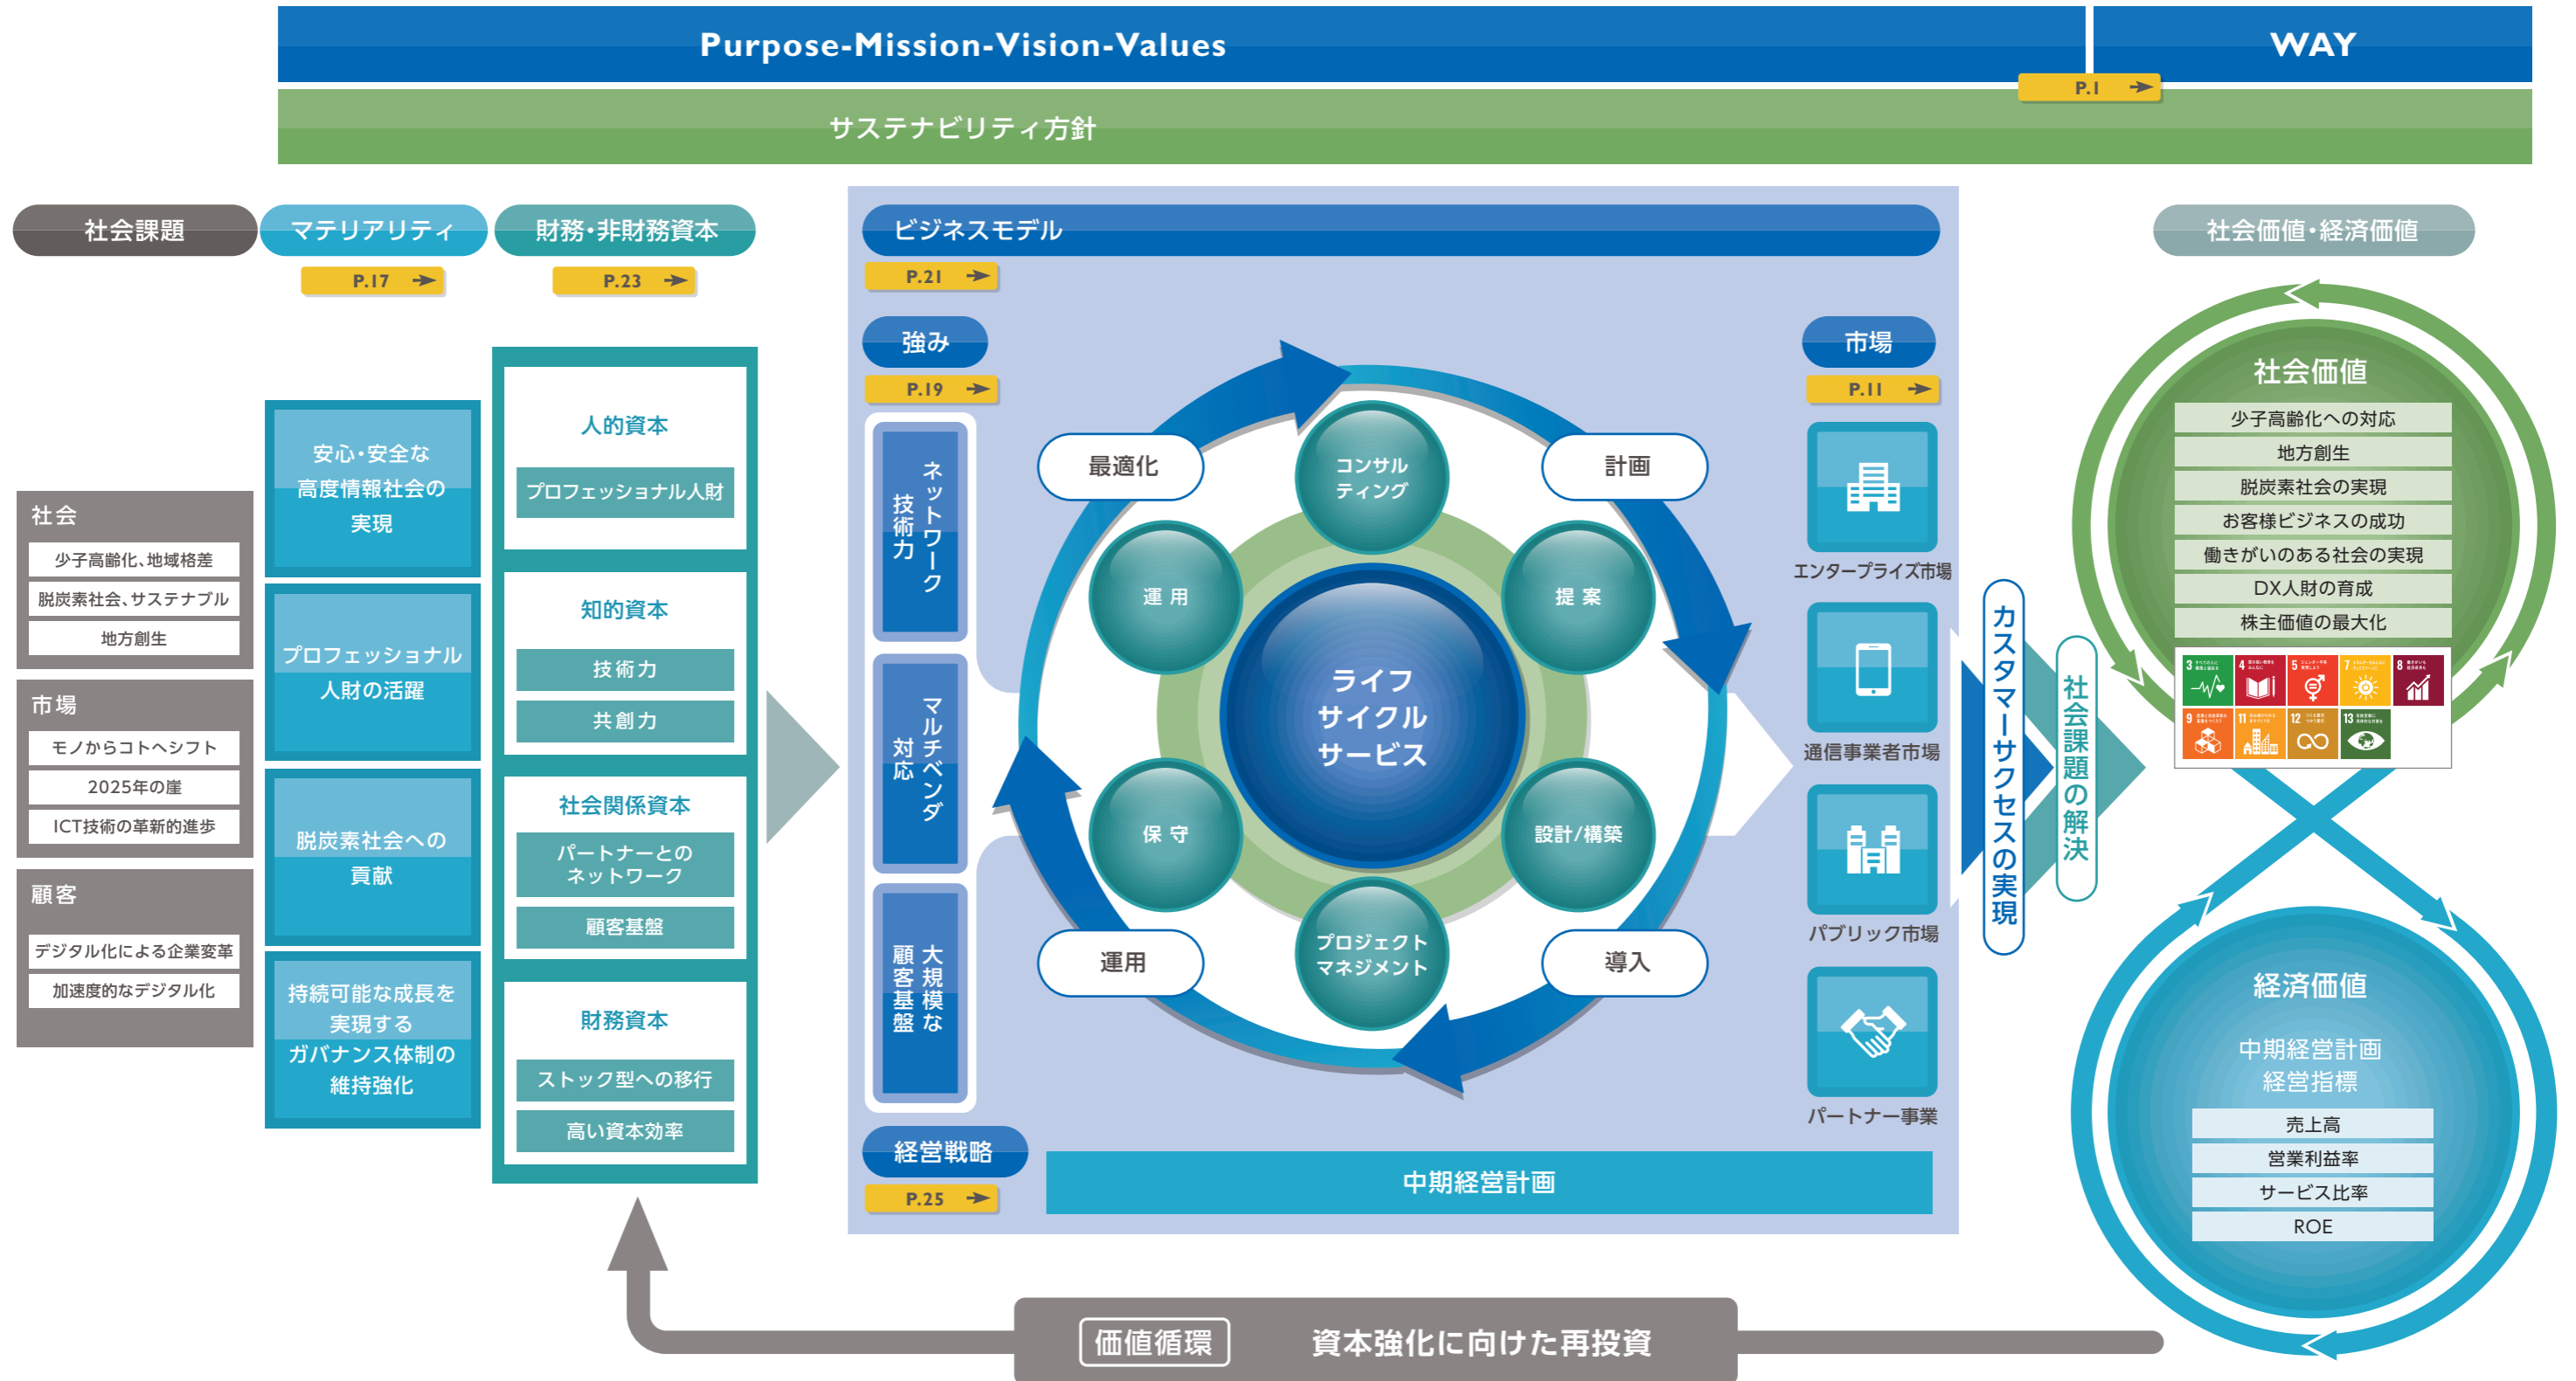 Purpose-Mission-Vision-Values
WAY
P.1
サステナビリティ方針
社会課題
社会
少子高齢化、地域格差
脱炭素社会、サステナブル
地方創生
市場
モノからコトへシフト
2025年の崖
ICT技術の革新的進歩
顧客
デジタル化による企業変革
加速度的なデジタル化
マテリアリティ
P.17
安心・安全な
高度情報社会の
実現
プロフェッショナル
人財の活躍
脱炭素社会への
貢献
持続可能な成長を
実現する
ガバナンス体制の
維持強化
財務・非財務資本
P.23
人的資本
プロフェッショナル人財
知的資本
技術力
共創力
社会関係資本
パートナーとの
ネットワーク
顧客基盤
財務資本
ストック型への移行
高い資本効率
ビジネスモデル
P.21
強み
P.19
ネットワーク
技術力
マルチベンダ
対応
大規模な
顧客基盤
最適化
計画
導入
運用
コンサル
ティング
提案
設計/構築
プロジェクト
マネジメント
保守
運用
ライフ
サイクル
サービス
市場
P.11
エンタープライズ市場
通信事業者市場
パブリック市場
パートナー事業
経営戦略
P.25
中期経営計画
カスタマーサクセスの実現
社会課題の解決
社会価値・経済価値
社会価値
少子高齢化への対応
地方創生
脱炭素社会の実現
お客様ビジネスの成功
働きがいのある社会の実現
DX人財の育成
株主価値の最大化
3
4
5
7
8
9
11
12
13
経済価値
中期経営計画
経営指標
売上高
営業利益率
サービス比率
ROE
価値循環
資本強化に向けた再投資